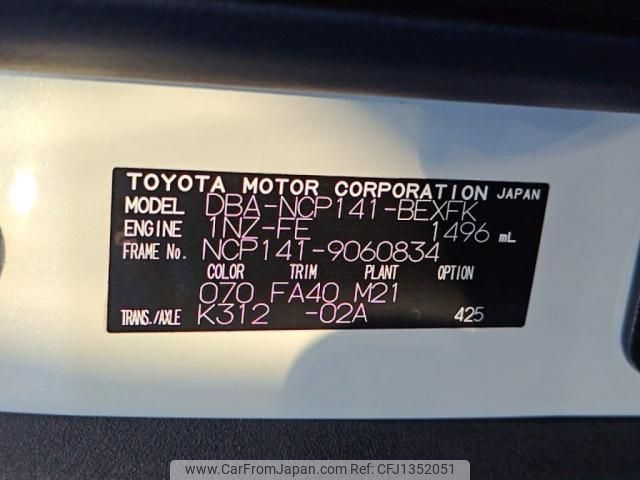 TOYOTA MOTOR CORPORATION JAPAN
MODEL DBA-NCP141-BEXFK
ENGINE 1NZ-FE 1496 mL
FRAME No. NCP141-9060834
COLOR TRIM PLANT OPTION
070 FA40 M21
TRANS./AXLE K312 -02A 425
www.CarFromJapan.com - CFJ1352051